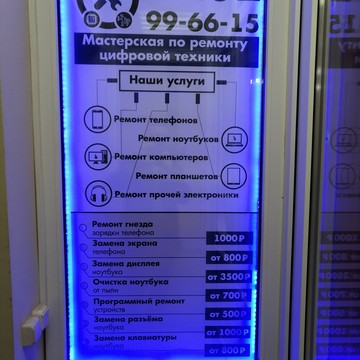 99-66-15
Мастерская по ремонту
цифровой техники
Наши услуги
Ремонт телефонов
Ремонт ноутбуков
Ремонт компьютеров
Ремонт планшетов
Ремонт прочей электроники
Ремонт гнезда
зарядки телефона
1000 ₽
Замена экрана
телефона
от 800 ₽
Замена дисплея
ноутбука
от 3500 ₽
Очистка ноутбука
от пыли
от 700 ₽
Программный ремонт
устройств
от 500 ₽
Замена разъёма
ноутбука
от 1000 ₽
Замена клавиатуры
ноутбука
от 800 ₽